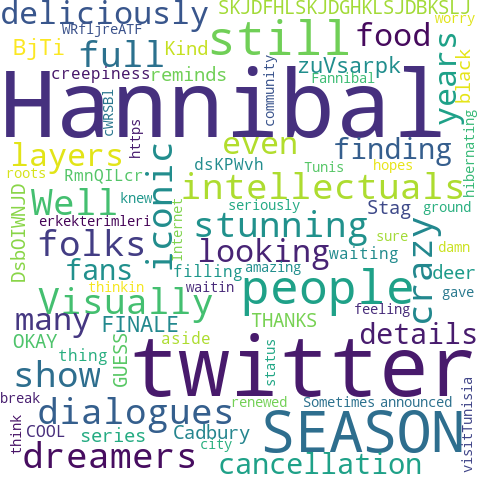 deliciously
still
SKJDFHLSKJDGHKLSJDBKSLJ
WRfIjreATF
BjTi
full
Kind
food
worry
creepiness
reminds
zuVsarpk
community
Fannibal
years
black
Hannibal
cWRSBl
https
layers
iconic
even
finding
hibernating
roots
RmnQILcr
dsKPWvh
Tunis
hopes
DsbOIWNJD
Well
knew
intellectuals
erkekterimleri
internet
stunning
seriously
Stag
ground
folks
looking
waiting
sure
damn
fans
filling
amazing
deer
crazy
thinkin
waitin
feeling
gave
Visually
people
many
FINALE
THANKS
details
OKAY
GUESS
aside
thing
twitter
show
status
break
renewed
Sometimes
announced
visitTunisia
dialogues
SEASON
think
COOL
series
Cadbury
city
dreamers
cancellation